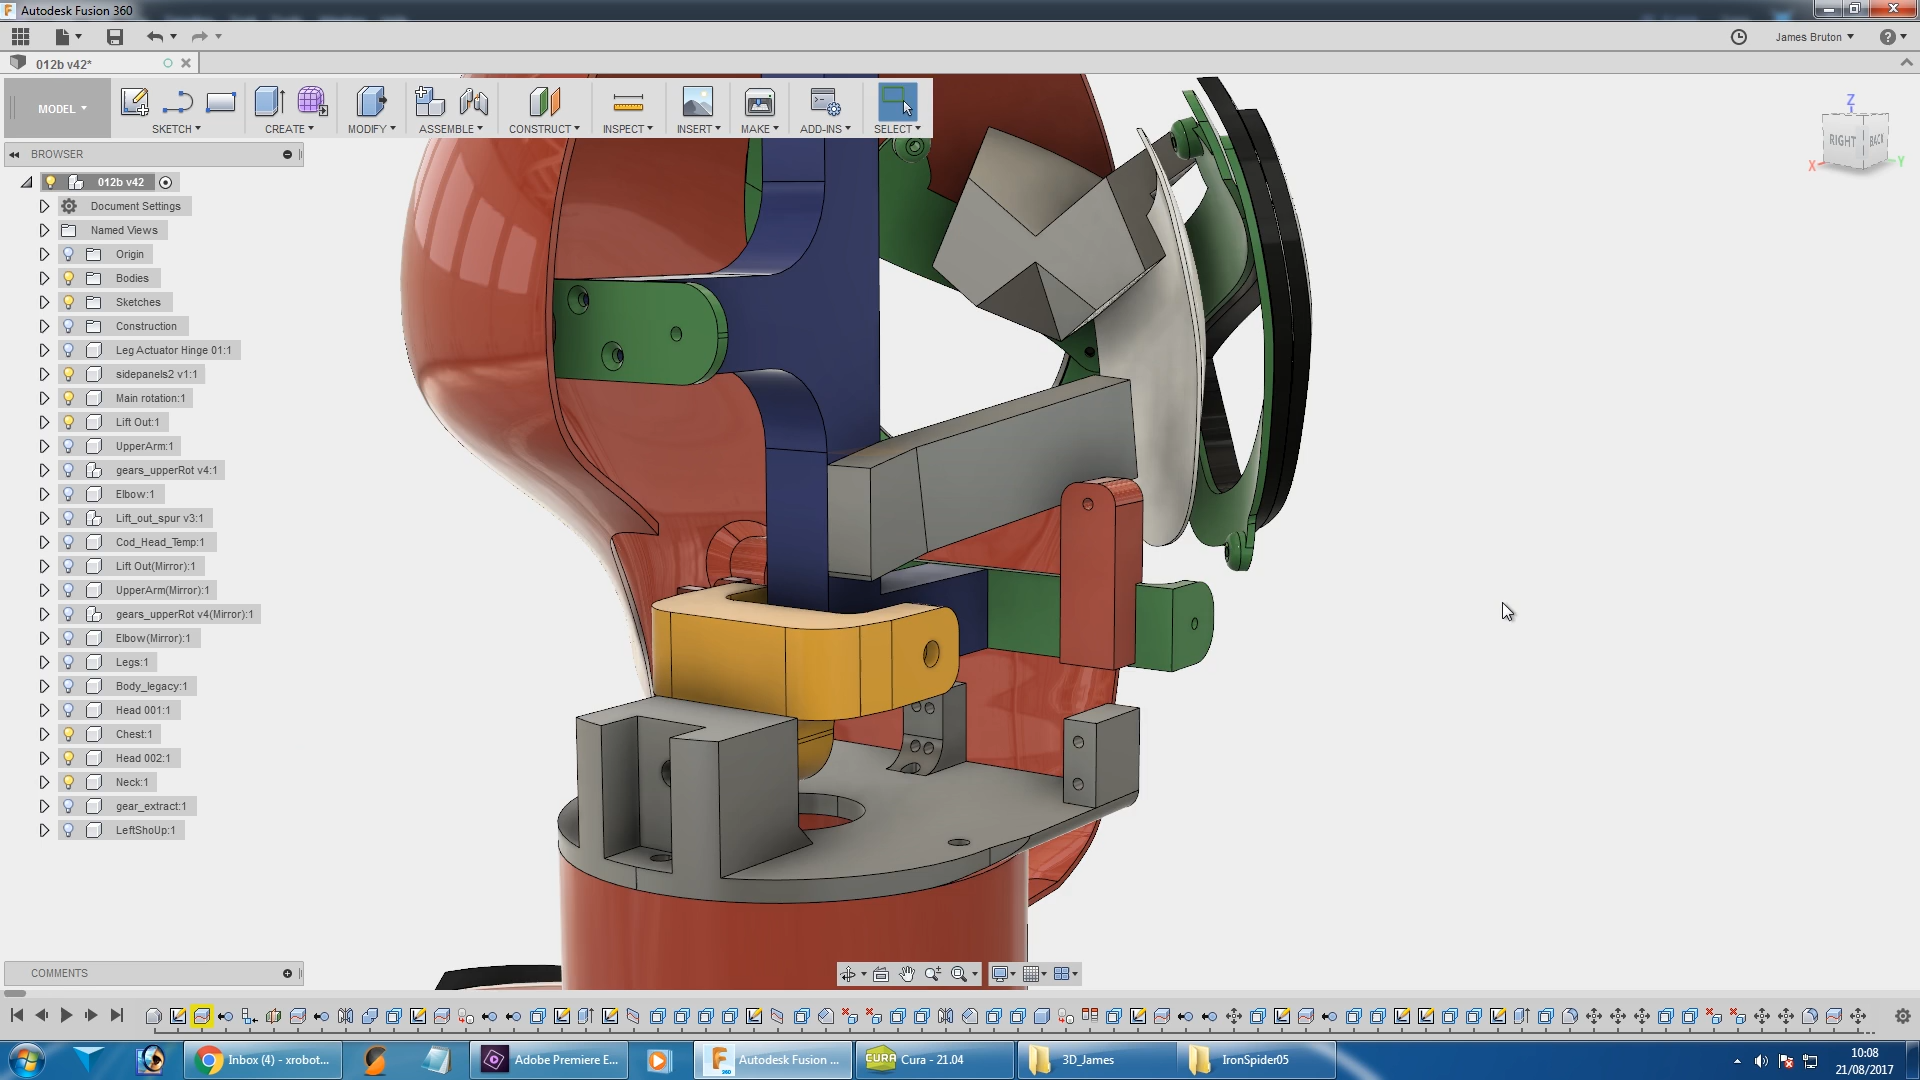 Autodesk Fusion 360
James Bruton
012b v42*
MODEL
SKETCH
CREATE
MODIFY
ASSEMBLE
CONSTRUCT
INSPECT
INSERT
MAKE
ADD-INS
SELECT
Z
RIGHT
BACK
X
Y
BROWSER
012b v42
Document Settings
Named Views
Origin
Bodies
Sketches
Construction
Leg Actuator Hinge 01:1
sidepanels2 v1:1
Main rotation:1
Lift Out:1
UpperArm:1
gears_upperRot v4:1
Elbow:1
Lift_out_spur v3:1
Cod_Head_Temp:1
Lift Out(Mirror):1
UpperArm(Mirror):1
gears_upperRot v4(Mirror):1
Elbow(Mirror):1
Legs:1
Body_legacy:1
Head 001:1
Chest:1
Head 002:1
Neck:1
gear_extract:1
LeftShoUp:1
COMMENTS
Inbox (4) - xrobot...
Adobe Premiere E...
Autodesk Fusion ...
CURA
Cura - 21.04
3D_James
IronSpider05
10:08
21/08/2017